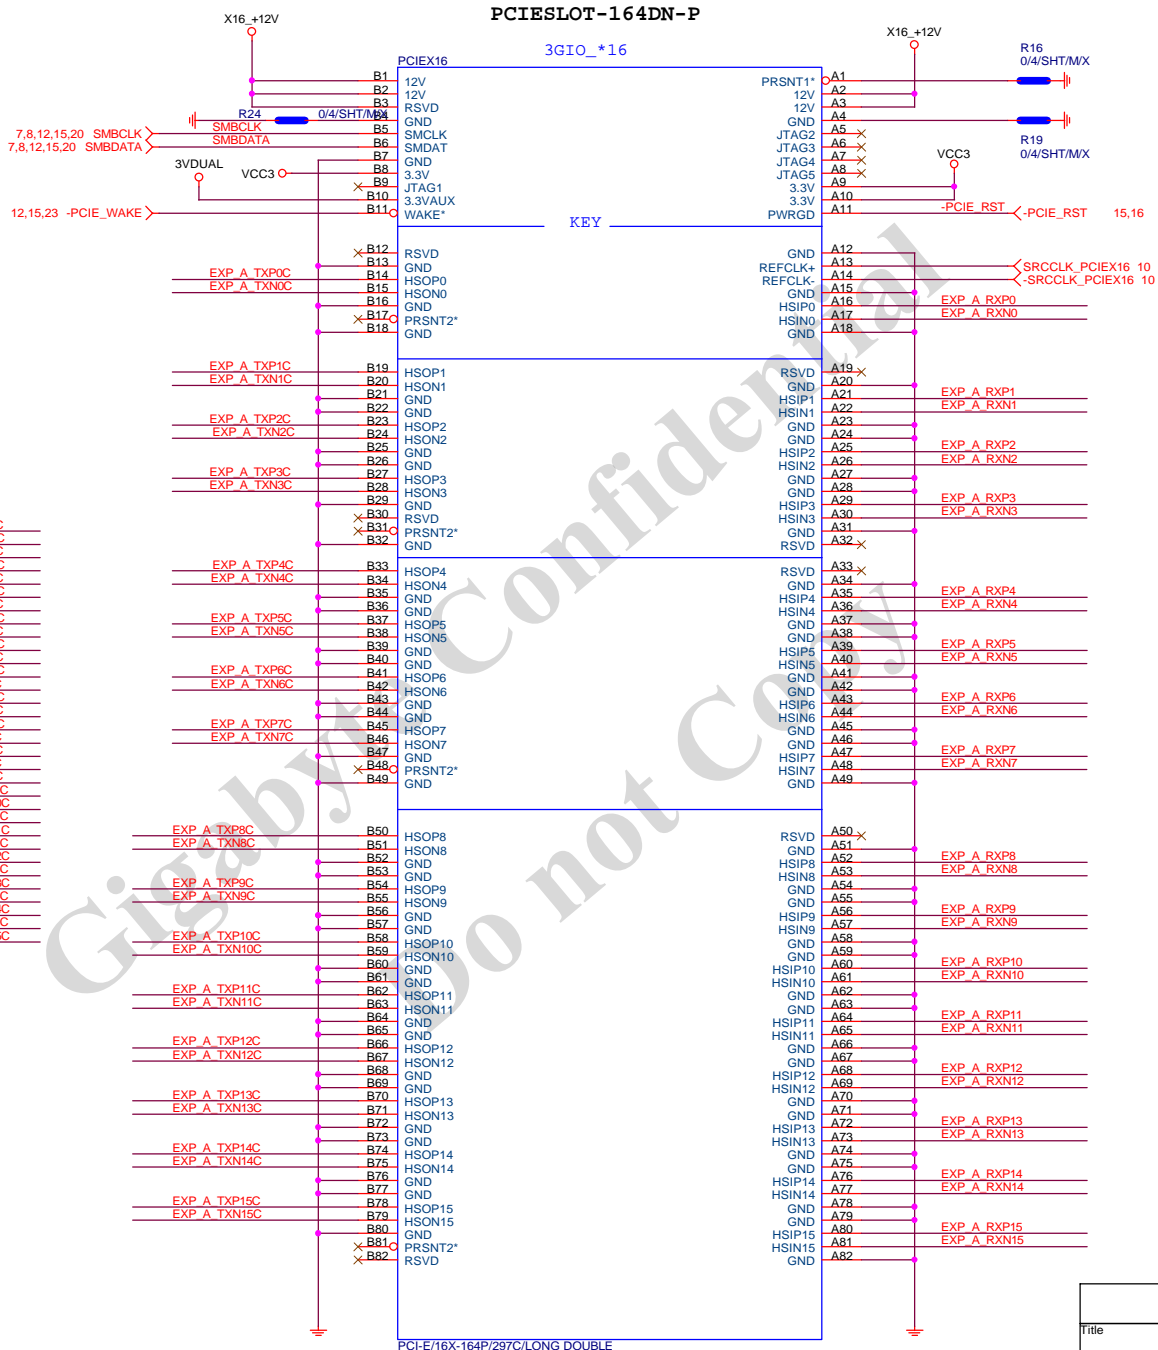 PCIESLOT-164DN-P
X16_+12V
X16_+12V
3GIO_*16
PCIEX16
R16
0/4/SHT/M/X
R24 0/4/SHT/M/X
R19
0/4/SHT/M/X
7,8,12,15,20 SMBCLK SMBCLK
7,8,12,15,20 SMBDATA SMBDATA
3VDUAL
VCC3
VCC3
12,15,23 -PCIE_WAKE
-PCIE_RST -PCIE_RST 15,16
B1 12V PRSNT1* A1
B2 12V 12V A2
B3 RSVD 12V A3
B4 GND GND A4
B5 SMCLK JTAG2 A5
B6 SMDAT JTAG3 A6
B7 GND JTAG4 A7
B8 3.3V JTAG5 A8
B9 JTAG1 3.3V A9
B10 3.3VAUX 3.3V A10
B11 WAKE* PWRGD A11
KEY
B12 RSVD GND A12
B13 GND REFCLK+ A13 SRCCLK_PCIEX16 10
EXP_A_TXP0C B14 HSOP0 REFCLK- A14 -SRCCLK_PCIEX16 10
EXP_A_TXN0C B15 HSON0 GND A15
B16 GND HSIP0 A16 EXP_A_RXP0
B17 PRSNT2* HSIN0 A17 EXP_A_RXN0
B18 GND GND A18
EXP_A_TXP1C B19 HSOP1 RSVD A19
EXP_A_TXN1C B20 HSON1 GND A20
B21 GND HSIP1 A21 EXP_A_RXP1
B22 GND HSIN1 A22 EXP_A_RXN1
EXP_A_TXP2C B23 HSOP2 GND A23
EXP_A_TXN2C B24 HSON2 GND A24
B25 GND HSIP2 A25 EXP_A_RXP2
B26 GND HSIN2 A26 EXP_A_RXN2
EXP_A_TXP3C B27 HSOP3 GND A27
EXP_A_TXN3C B28 HSON3 GND A28
B29 GND HSIP3 A29 EXP_A_RXP3
B30 RSVD HSIN3 A30 EXP_A_RXN3
B31 PRSNT2* GND A31
B32 GND RSVD A32
EXP_A_TXP4C B33 HSOP4 RSVD A33
EXP_A_TXN4C B34 HSON4 GND A34
B35 GND HSIP4 A35 EXP_A_RXP4
B36 GND HSIN4 A36 EXP_A_RXN4
EXP_A_TXP5C B37 HSOP5 GND A37
EXP_A_TXN5C B38 HSON5 GND A38
B39 GND HSIP5 A39 EXP_A_RXP5
B40 GND HSIN5 A40 EXP_A_RXN5
EXP_A_TXP6C B41 HSOP6 GND A41
EXP_A_TXN6C B42 HSON6 GND A42
B43 GND HSIP6 A43 EXP_A_RXP6
B44 GND HSIN6 A44 EXP_A_RXN6
EXP_A_TXP7C B45 HSOP7 GND A45
EXP_A_TXN7C B46 HSON7 GND A46
B47 GND HSIP7 A47 EXP_A_RXP7
B48 PRSNT2* HSIN7 A48 EXP_A_RXN7
B49 GND GND A49
EXP_A_TXP8C B50 HSOP8 RSVD A50
EXP_A_TXN8C B51 HSON8 GND A51
B52 GND HSIP8 A52 EXP_A_RXP8
B53 GND HSIN8 A53 EXP_A_RXN8
EXP_A_TXP9C B54 HSOP9 GND A54
EXP_A_TXN9C B55 HSON9 GND A55
B56 GND HSIP9 A56 EXP_A_RXP9
B57 GND HSIN9 A57 EXP_A_RXN9
EXP_A_TXP10C B58 HSOP10 GND A58
EXP_A_TXN10C B59 HSON10 GND A59
B60 GND HSIP10 A60 EXP_A_RXP10
B61 GND HSIN10 A61 EXP_A_RXN10
EXP_A_TXP11C B62 HSOP11 GND A62
EXP_A_TXN11C B63 HSON11 GND A63
B64 GND HSIP11 A64 EXP_A_RXP11
B65 GND HSIN11 A65 EXP_A_RXN11
EXP_A_TXP12C B66 HSOP12 GND A66
EXP_A_TXN12C B67 HSON12 GND A67
B68 GND HSIP12 A68 EXP_A_RXP12
B69 GND HSIN12 A69 EXP_A_RXN12
EXP_A_TXP13C B70 HSOP13 GND A70
EXP_A_TXN13C B71 HSON13 GND A71
B72 GND HSIP13 A72 EXP_A_RXP13
B73 GND HSIN13 A73 EXP_A_RXN13
EXP_A_TXP14C B74 HSOP14 GND A74
EXP_A_TXN14C B75 HSON14 GND A75
B76 GND HSIP14 A76 EXP_A_RXP14
B77 GND HSIN14 A77 EXP_A_RXN14
EXP_A_TXP15C B78 HSOP15 GND A78
EXP_A_TXN15C B79 HSON15 GND A79
B80 GND HSIP15 A80 EXP_A_RXP15
B81 PRSNT2* HSIN15 A81 EXP_A_RXN15
B82 RSVD GND A82
PCI-E/16X-164P/297C/LONG DOUBLE
Title
Gigabyte Confidential
Do not Copy